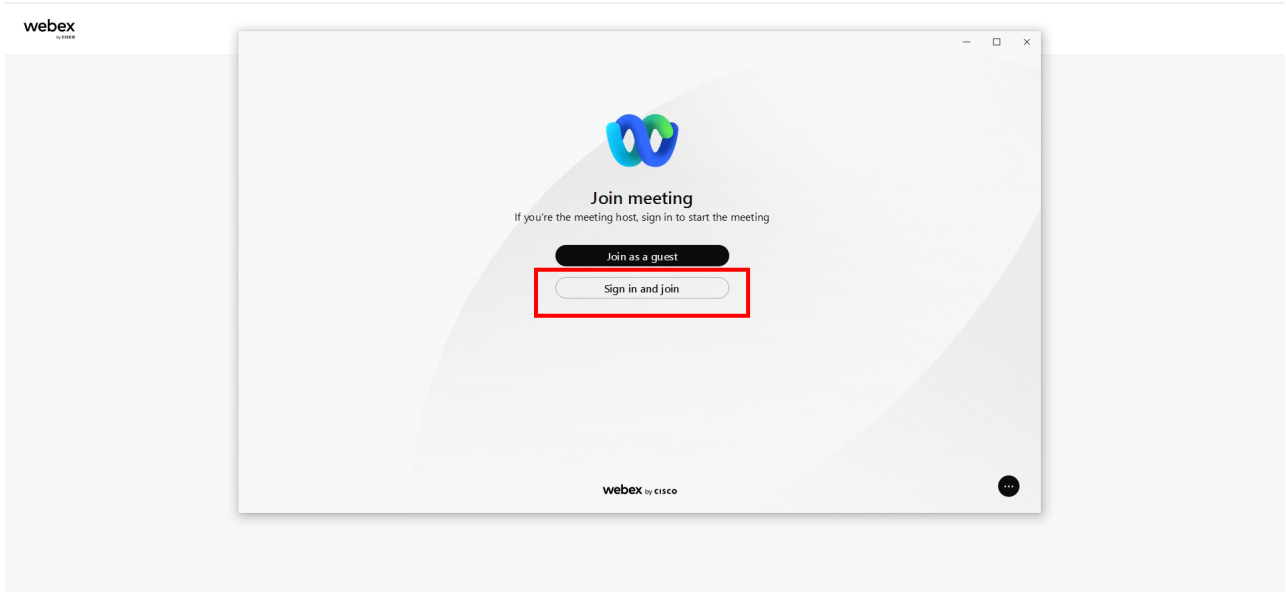 webex
by CISCO
Join meeting
If you're the meeting host, sign in to start the meeting
Join as a guest
Sign in and join
webex by CISCO